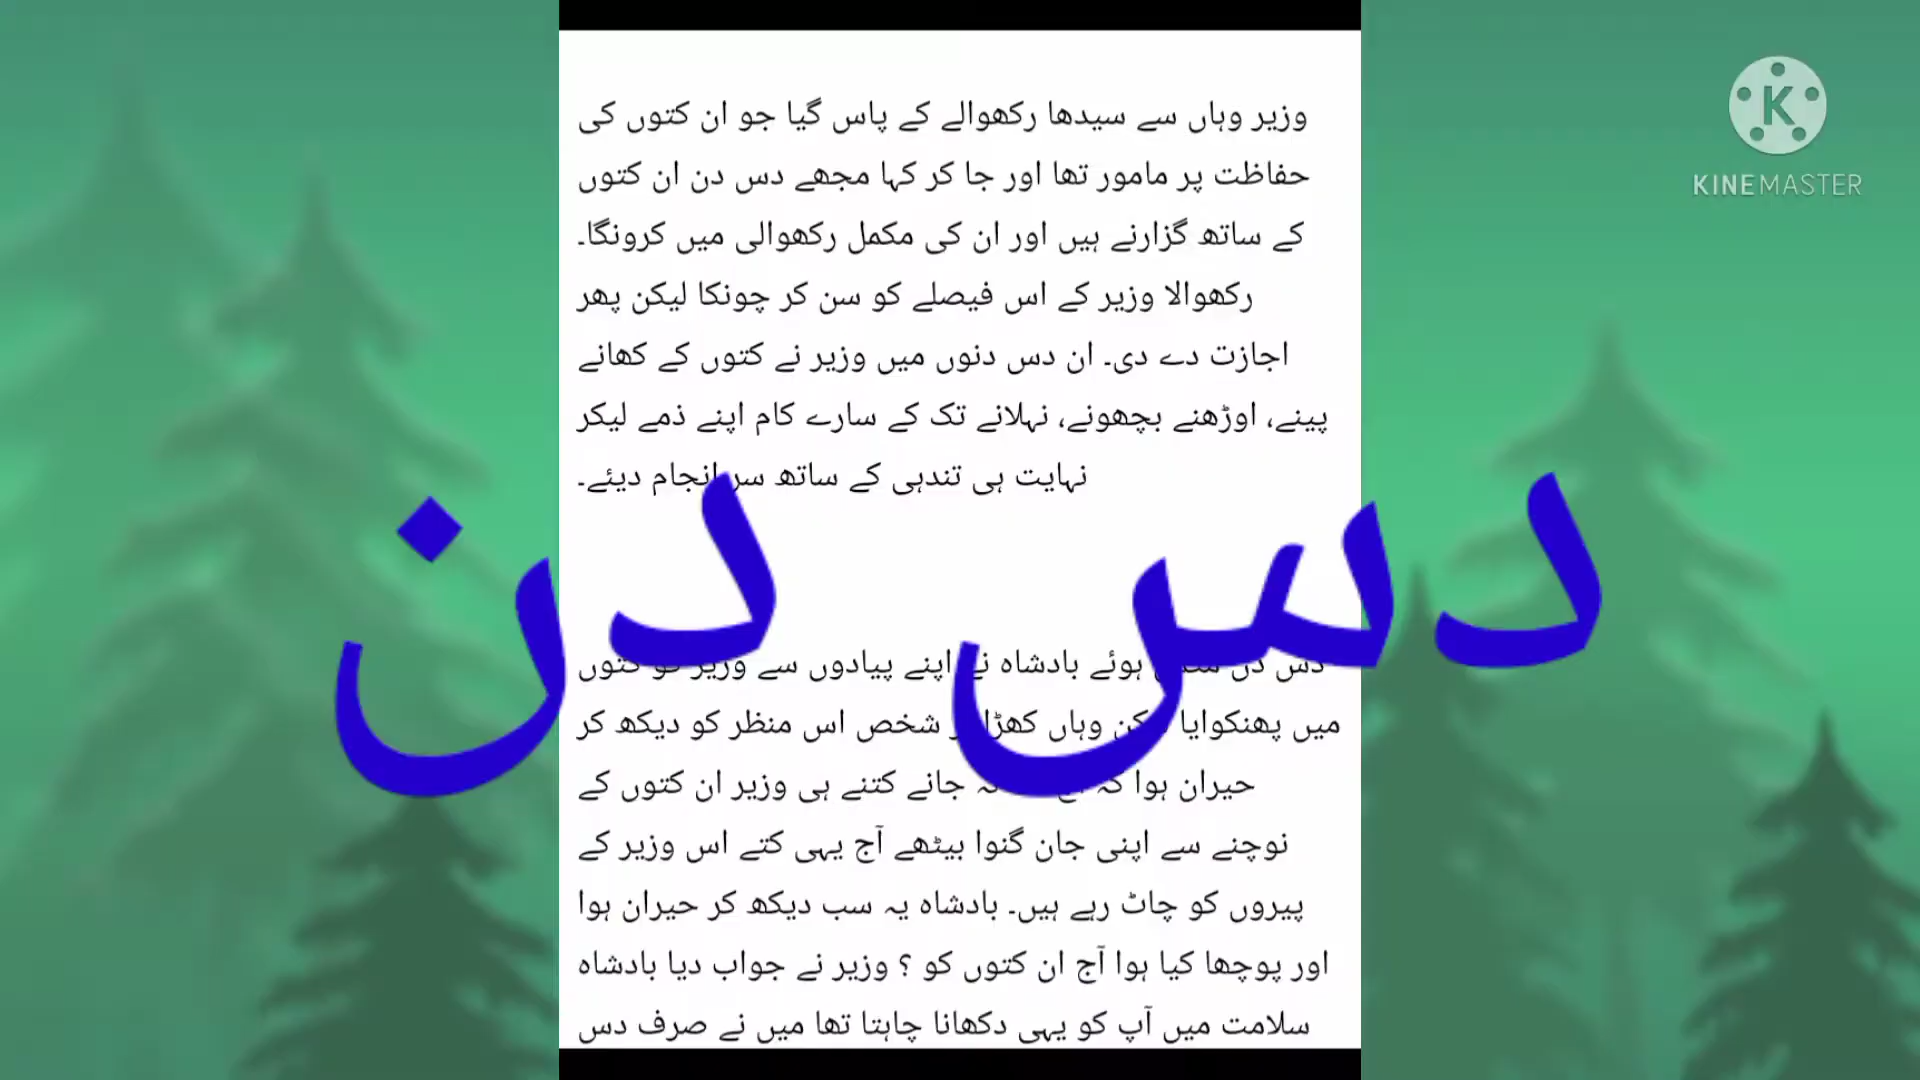 وزیر وہاں سے سیدھا رکھوالے کے پاس گیا جو ان کتوں کی
حفاظت پر مامور تھا اور جا کر کہا مجھے دس دن ان کتوں
کے ساتھ گزارنے ہیں اور ان کی مکمل رکھوالی میں کرونگا۔
رکھوالا وزیر کے اس فیصلے کو سن کر چونکا لیکن پھر
اجازت دے دی۔ ان دس دنوں میں وزیر نے کتوں کے کھانے
پینے، اوڑھنے بچھونے، نہلانے تک کے سارے کام اپنے ذمے لیکر
نہایت ہی تندہی کے ساتھ سر انجام دیئے۔
دس دن
دس دن ہوئے بادشاہ نے اپنے پیادوں سے وزیر کو کتوں
میں پھنکوایا وہاں کھڑا شخص اس منظر کو دیکھ کر
حیران ہوا کہ جانے کتنے ہی وزیر ان کتوں کے
نوچنے سے اپنی جان گنوا بیٹھے آج یہی کتے اس وزیر کے
پیروں کو چاٹ رہے ہیں۔ بادشاہ یہ سب دیکھ کر حیران ہوا
اور پوچھا کیا ہوا آج ان کتوں کو ؟ وزیر نے جواب دیا بادشاہ
سلامت میں آپ کو یہی دکھانا چاہتا تھا میں نے صرف دس
K
KINEMASTER